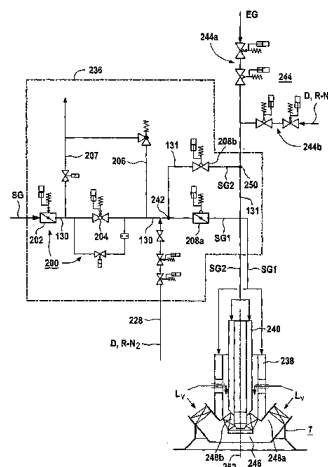 EG
244a
244
236
D, R-N
244b
207
206
208b
131
SG2
250
SG
242
131
130
204
130
202
200
208a
SG1
SG2
SG1
228
240
D, R-N₂
238
Lv
Lv
7
248b
246
248a